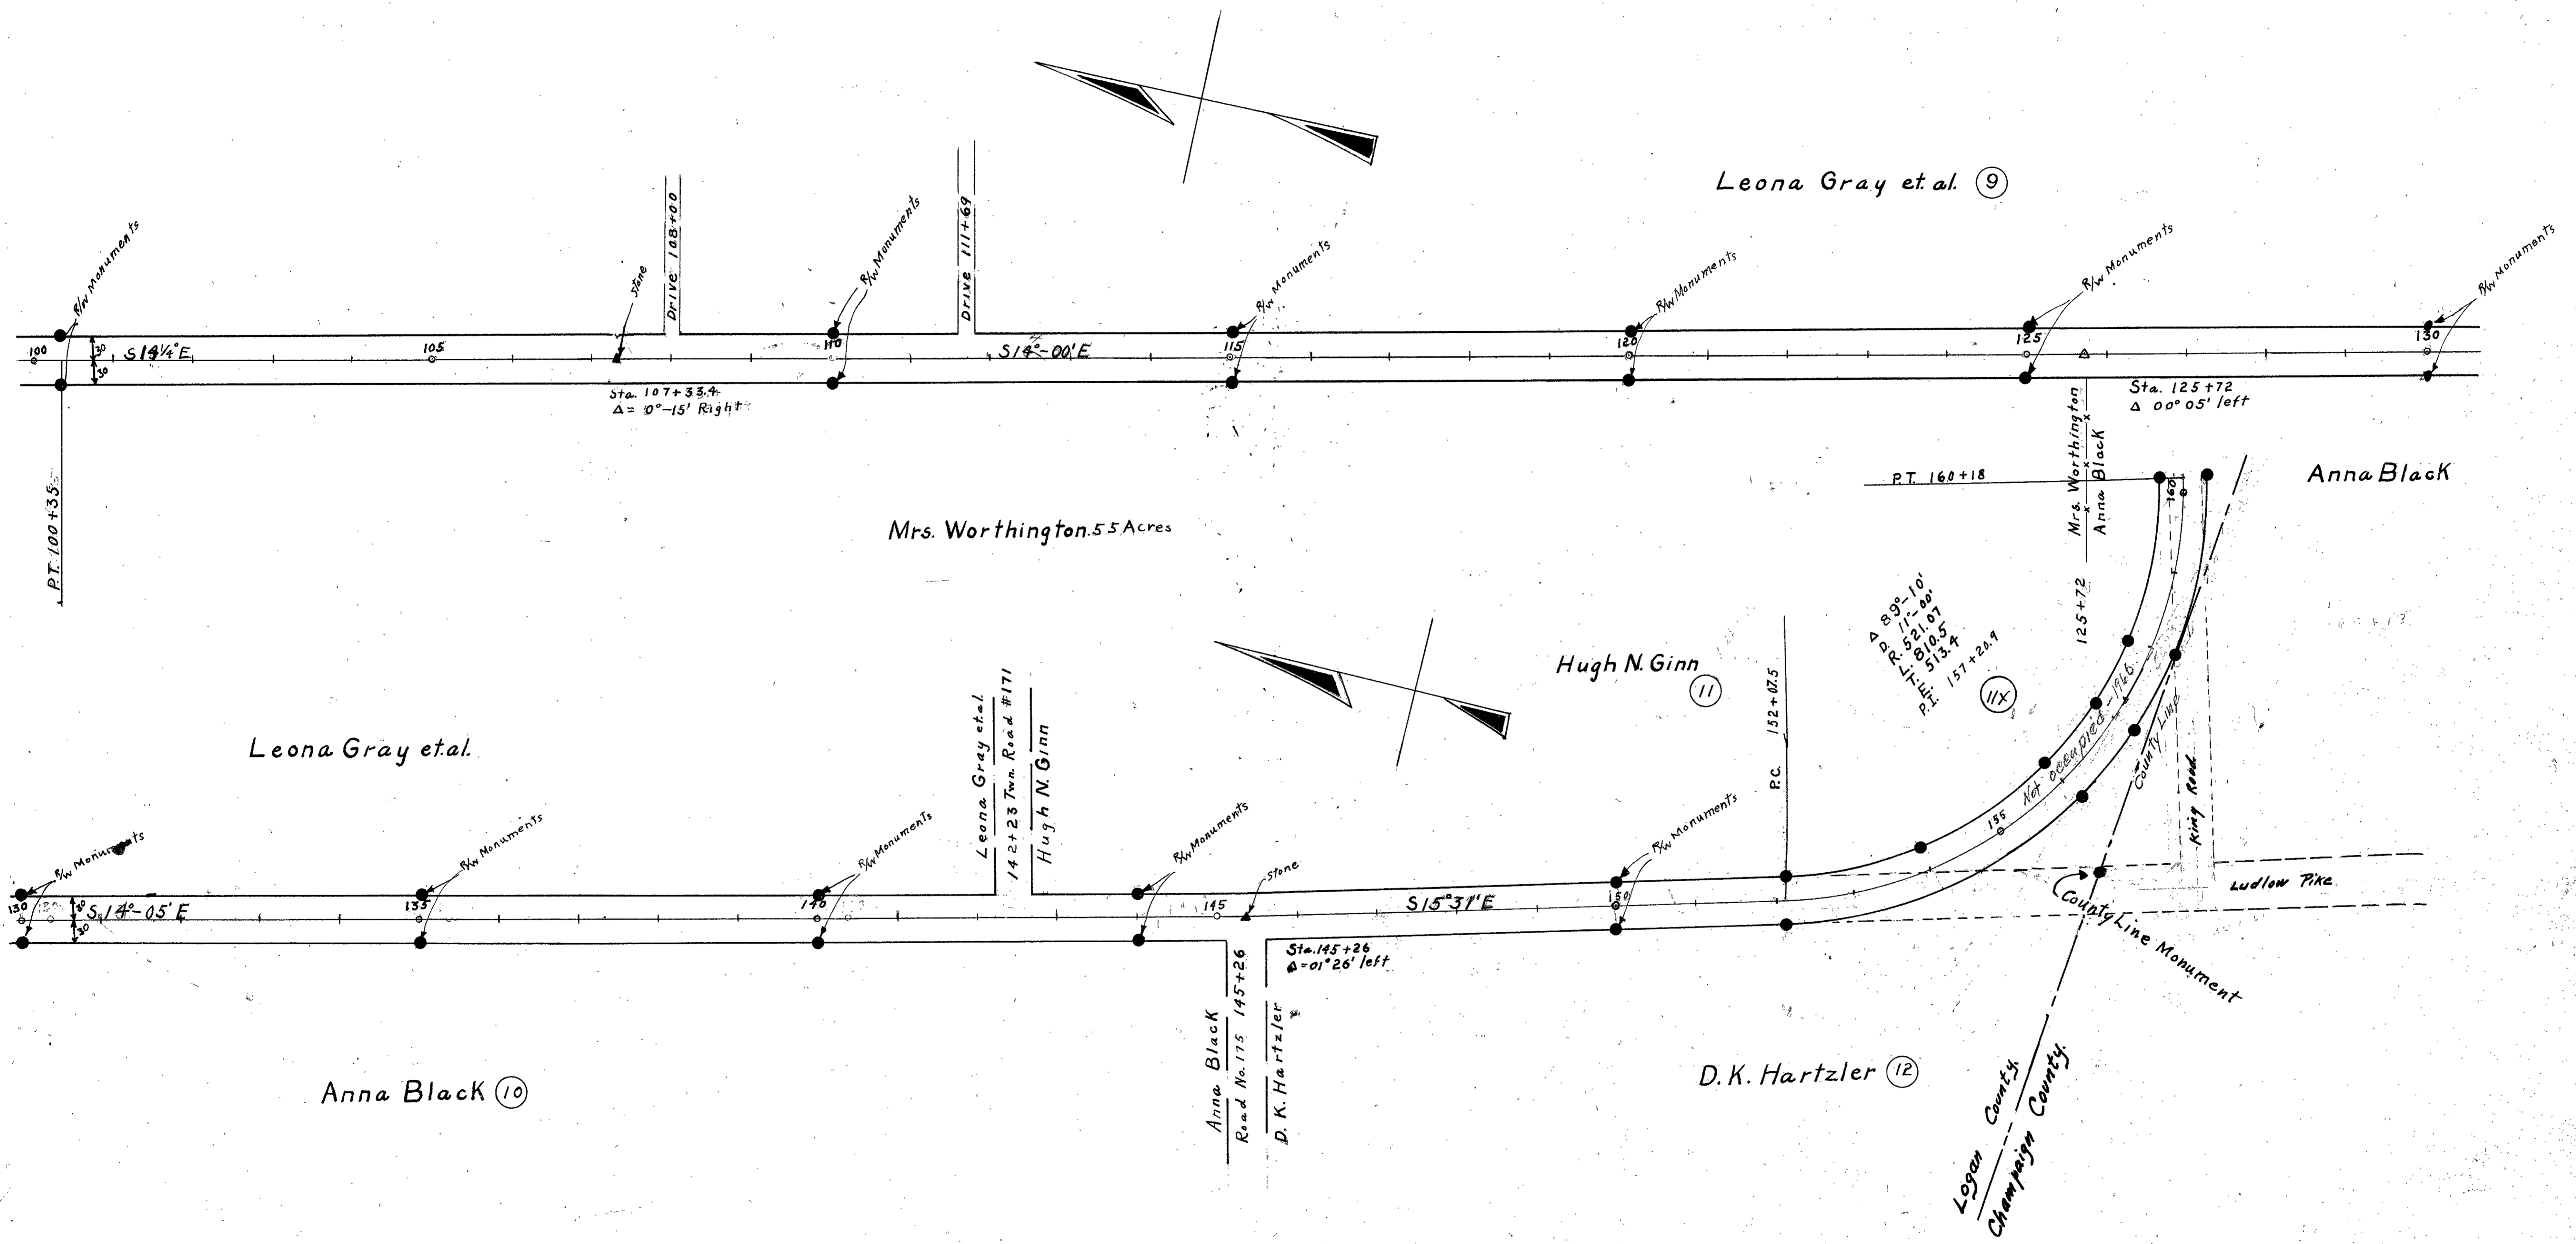 Leona Gray et. al. 9
R/W Monuments
stone
Drive 108+00
R/W Monuments
Drive 111+69
R/W Monuments
R/W Monuments
R/W Monuments
R/W Monuments
100
30
30
S14¼°E
105
110
S14°-00'E
115
120
125
130
Sta. 107+33.4
Δ= 0°-15' Right
Sta. 125+72
Δ 00° 05' left
P.T. 100+35
Mrs. Worthington 55 Acres
P.T. 160+18
Mrs. Worthington
Anna Black
125+72
160
Anna Black
Δ 89°-10'
D. 11°-00'
R. 521.07
L. 810.5
T. 513.4
E.
P.I. 157+20.9
11X
Hugh N. Ginn
11
P.C. 152+07.5
Leona Gray et.al.
Leona Gray et.al.
142+23 Twn. Road #171
Hugh N. Ginn
R/W Monuments
R/W Monuments
R/W Monuments
R/W Monuments
Stone
R/W Monuments
130
30
30
S14°-05'E
135
140
145
S15°31'E
150
155
Not occupied - 1966
County Line
King Road
Ludlow Pike
County Line Monument
Sta. 145+26
Δ=01°26' left
Anna Black
Road No. 175 145+26
D. K. Hartzler
Anna Black 10
D. K. Hartzler 12
Logan County.
Champaign County.